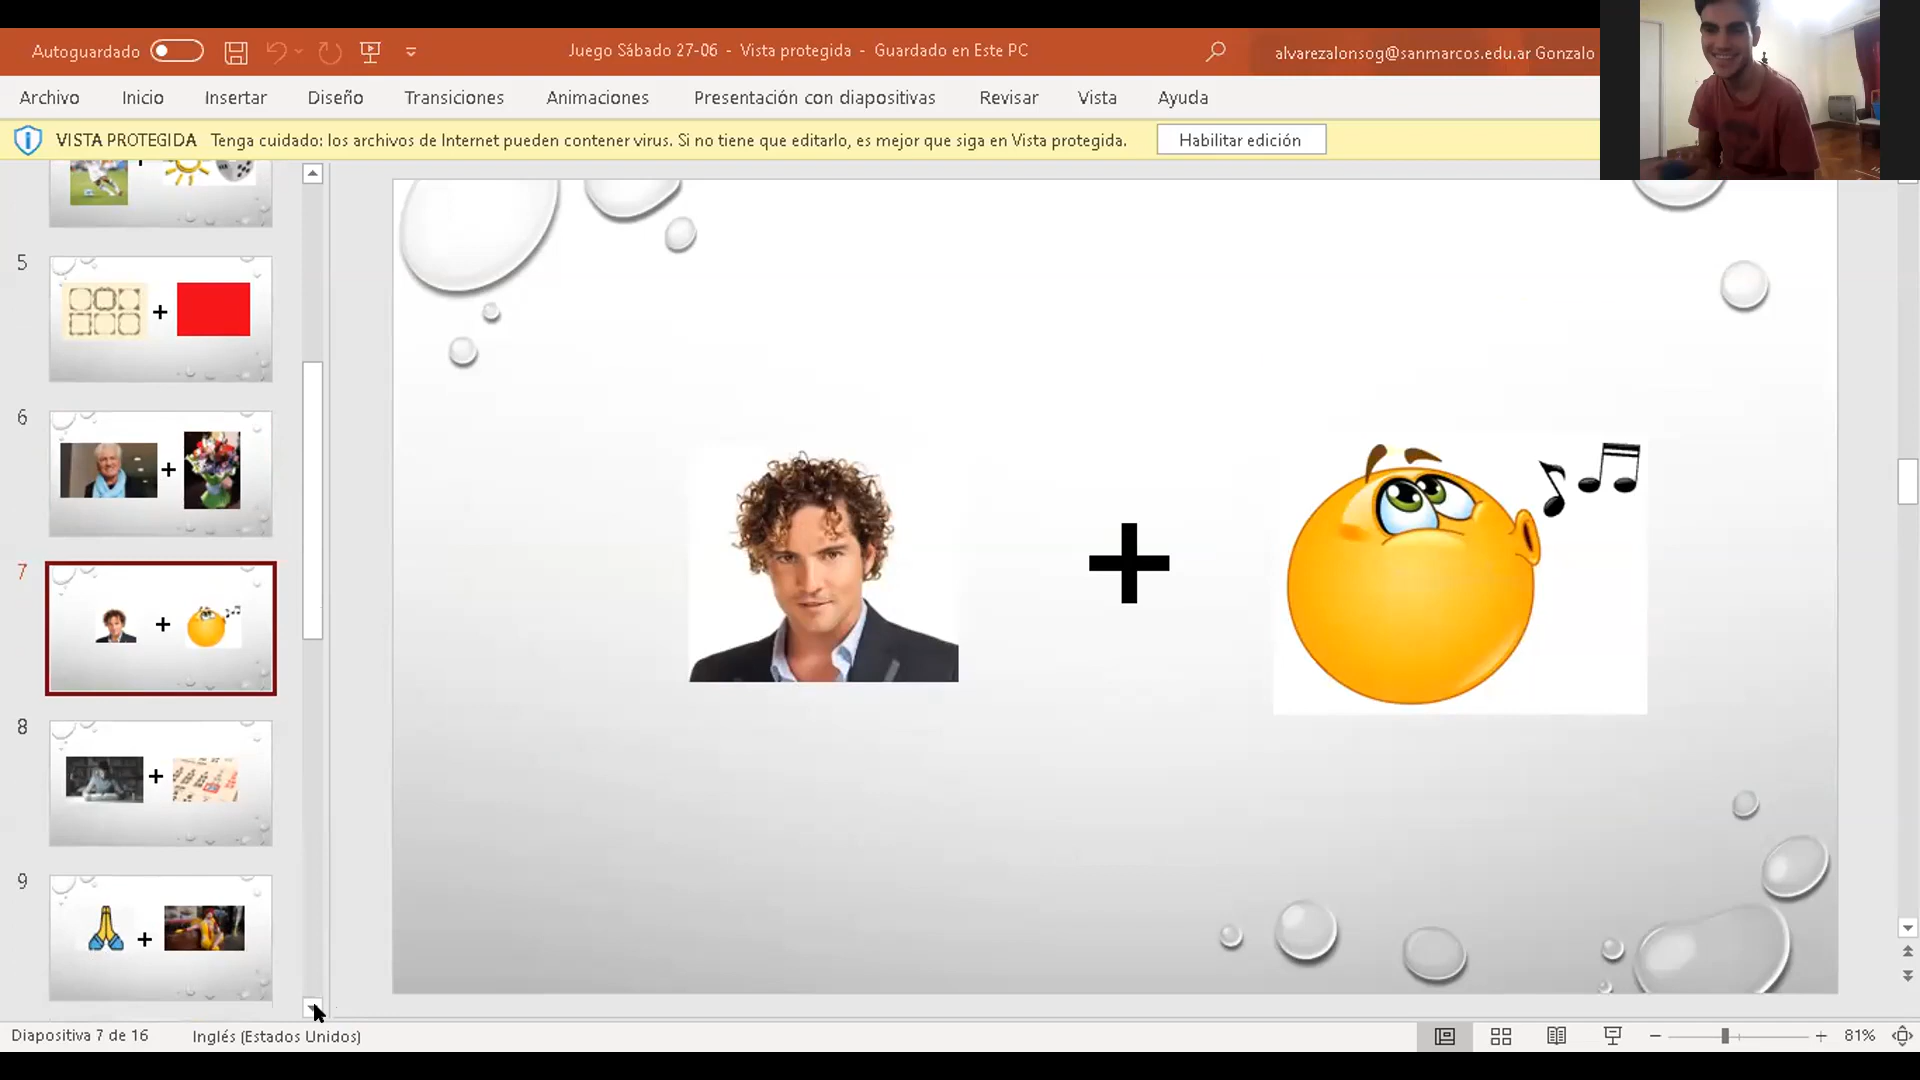 Autoguardado
Juego Sábado 27-06 - Vista protegida - Guardado en Este PC
alvarezalonsog@sanmarcos.edu.ar Gonzalo
Archivo Inicio Insertar Diseño Transiciones Animaciones Presentación con diapositivas Revisar Vista Ayuda
VISTA PROTEGIDA Tenga cuidado: los archivos de Internet pueden contener virus. Si no tiene que editarlo, es mejor que siga en Vista protegida. Habilitar edición
+
5
+
6
+
7
+
8
+
9
+
+
Diapositiva 7 de 16 Inglés (Estados Unidos) 81%